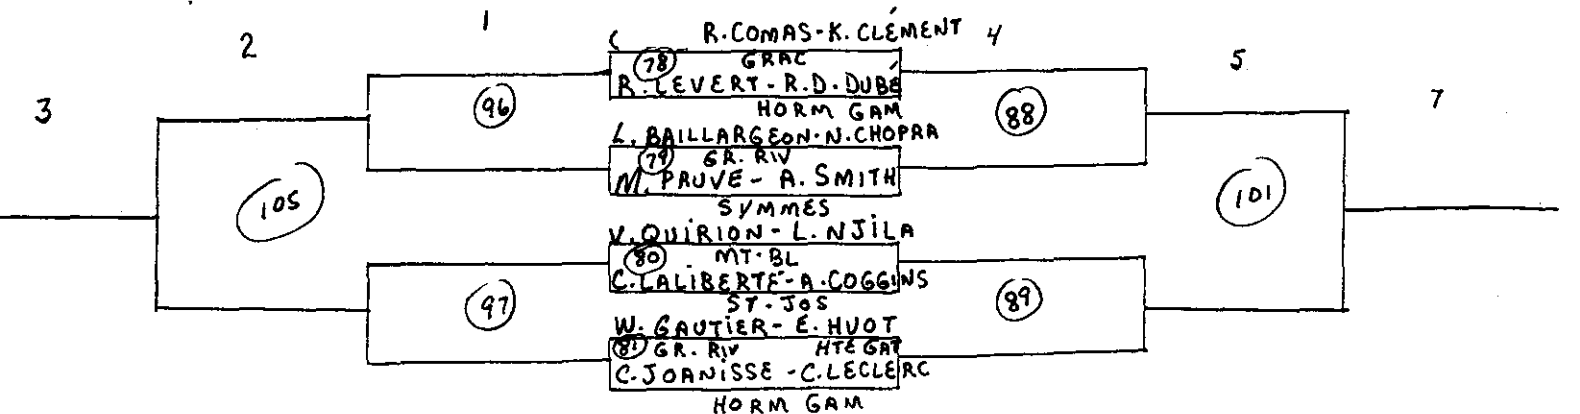 1
2
3
4
5
7
R. COMAS - K. CLÉMENT
78 GRAC
R. LEVERT - R.D. DUBÉ
HORM GAM
L. BAILLARGEON - N. CHOPRA
79 GR. RIV
M. PRUVE - A. SMITH
SYMMES
V. QUIRION - L. NJILA
80 MT. BL
C. LALIBERTÉ - A. COGGINS
ST. JOS
W. GAUTIER - E. HUOT
81 GR. RIV HTE GAT
C. JOANISSE - C. LECLERC
HORM GAM
96
97
105
88
89
101